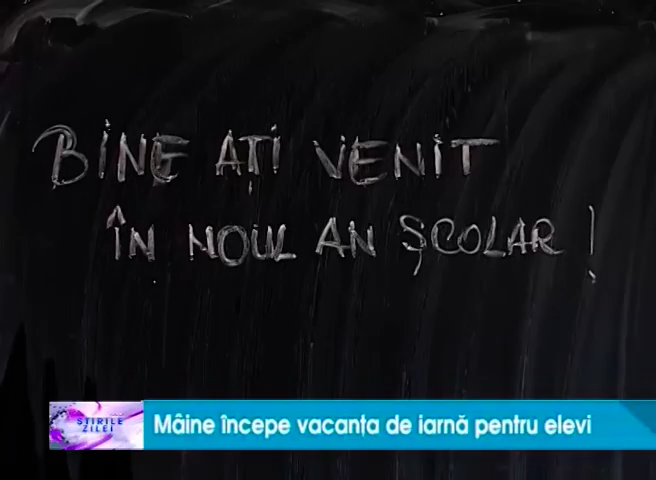 BINE AȚI VENIT
ÎN NOUL AN ȘCOLAR !
ȘTIRILE
ZILEI
Mâine începe vacanța de iarnă pentru elevi